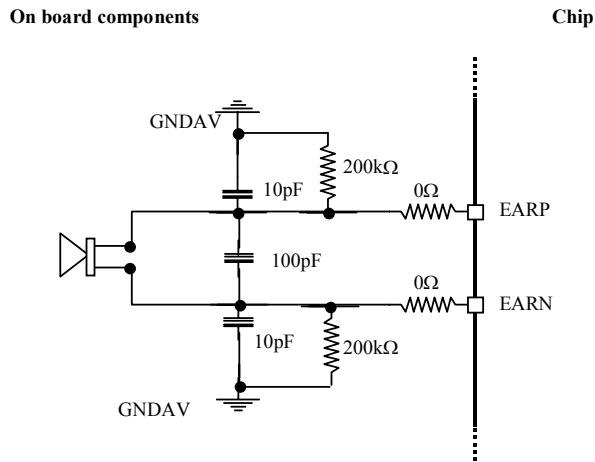 On board components
Chip
GNDAV
200kΩ
10pF
0Ω
EARP
100pF
0Ω
EARN
10pF
200kΩ
GNDAV